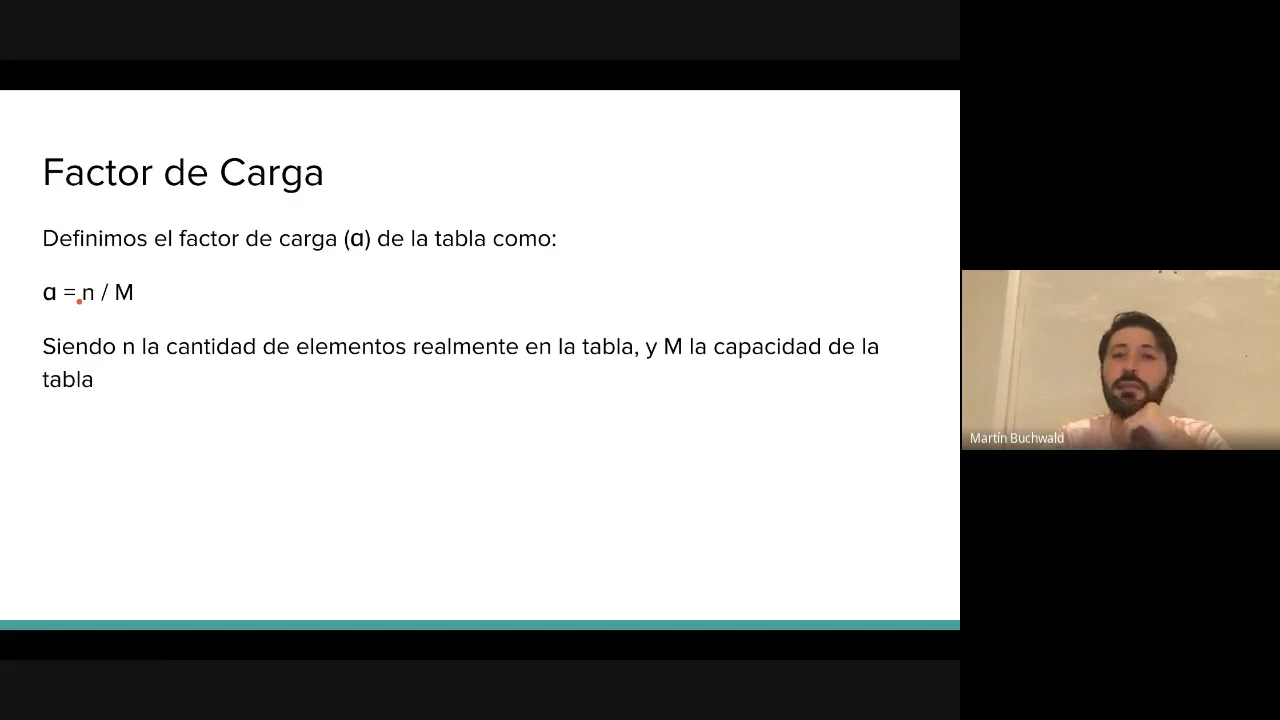 Factor de Carga
Definimos el factor de carga (ɑ) de la tabla como:
ɑ = n / M
Siendo n la cantidad de elementos realmente en la tabla, y M la capacidad de la
tabla
Martín Buchwald